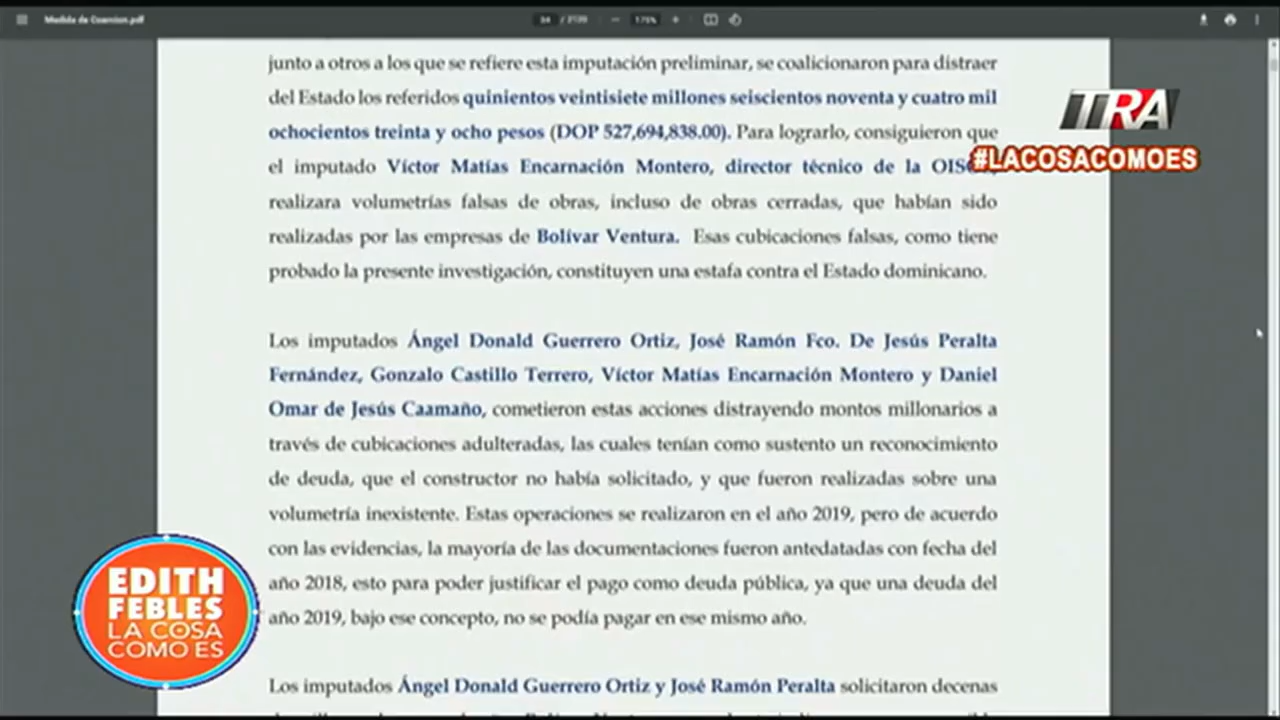 Medida de Coercion.pdf
175%
junto a otros a los que se refiere esta imputación preliminar, se coalicionaron para distraer
del Estado los referidos quinientos veintisiete millones seiscientos noventa y cuatro mil
ochocientos treinta y ocho pesos (DOP 527,694,838.00). Para lograrlo, consiguieron que
el imputado Víctor Matías Encarnación Montero, director técnico de la
realizara volumetrías falsas de obras, incluso de obras cerradas, que habían sido
realizadas por las empresas de Bolívar Ventura. Esas cubicaciones falsas, como tiene
probado la presente investigación, constituyen una estafa contra el Estado dominicano.
Los imputados Ángel Donald Guerrero Ortiz, José Ramón Fco. De Jesús Peralta
Fernández, Gonzalo Castillo Terrero, Víctor Matías Encarnación Montero y Daniel
Omar de Jesús Caamaño, cometieron estas acciones distrayendo montos millonarios a
través de cubicaciones adulteradas, las cuales tenían como sustento un reconocimiento
de deuda, que el constructor no había solicitado, y que fueron realizadas sobre una
volumetría inexistente. Estas operaciones se realizaron en el año 2019, pero de acuerdo
con las evidencias, la mayoría de las documentaciones fueron antedatadas con fecha del
año 2018, esto para poder justificar el pago como deuda pública, ya que una deuda del
año 2019, bajo ese concepto, no se podía pagar en ese mismo año.
Los imputados Ángel Donald Guerrero Ortiz y José Ramón Peralta solicitaron decenas
TRA
#LACOSACOMOES
EDITH
FEBLES
LA COSA
COMO ES